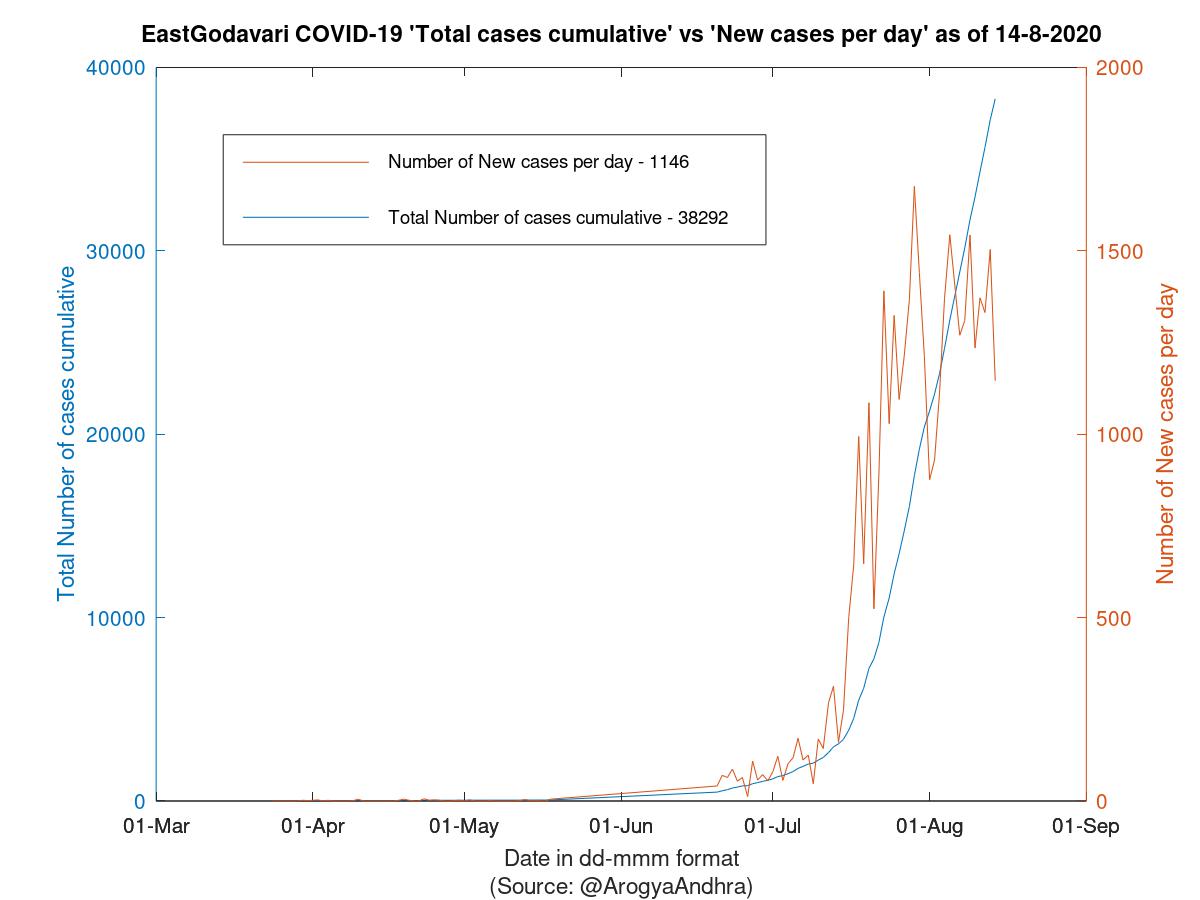 EastGodavari COVID-19 'Total cases cumulative' vs 'New cases per day' as of 14-8-2020
40000
30000
20000
10000
0
Total Number of cases cumulative
Number of New cases per day - 1146
Total Number of cases cumulative - 38292
2000
1500
1000
500
0
Number of New cases per day
01-Mar 01-Apr 01-May 01-Jun 01-Jul 01-Aug 01-Sep
Date in dd-mmm format
(Source: @ArogyaAndhra)